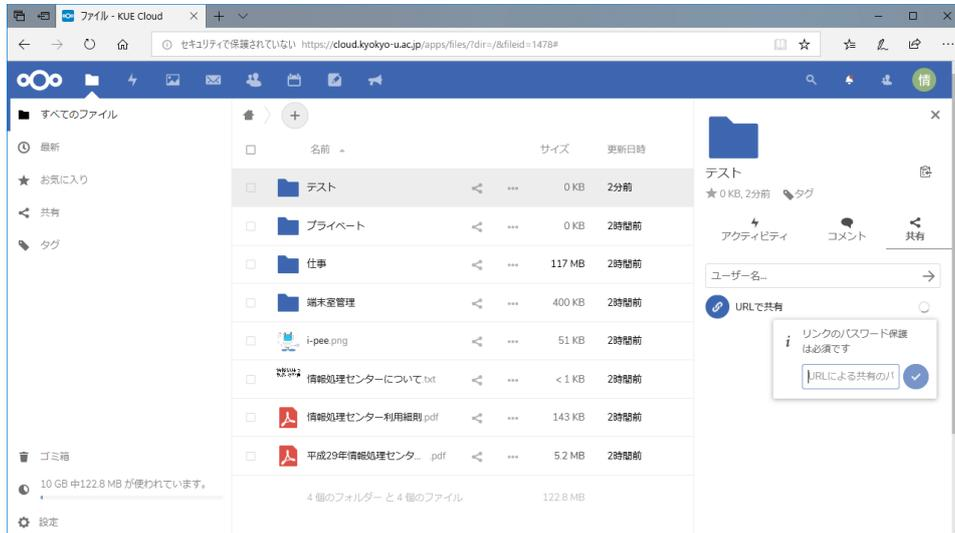 ファイル - KUE Cloud
セキュリティで保護されていない https://cloud.kyokyo-u.ac.jp/apps/files/?dir=/&fileid=1478#
情
すべてのファイル
最新
お気に入り
共有
タグ
名前 サイズ 更新日時
テスト 0 KB 2分前
プライベート 0 KB 2時間前
仕事 117 MB 2時間前
端末室管理 400 KB 2時間前
i-pee.png 51 KB 2時間前
情報処理センターについて.txt < 1 KB 2時間前
情報処理センター利用細則.pdf 143 KB 2時間前
平成29年情報処理センタ... .pdf 5.2 MB 2時間前
4 個のフォルダー と 4 個のファイル 122.8 MB
テスト
0 KB, 2分前 タグ
アクティビティ コメント 共有
ユーザー名...
URLで共有
リンクのパスワード保護
は必須です
URLによる共有のパ
ゴミ箱
10 GB 中122.8 MB が使われています。
設定